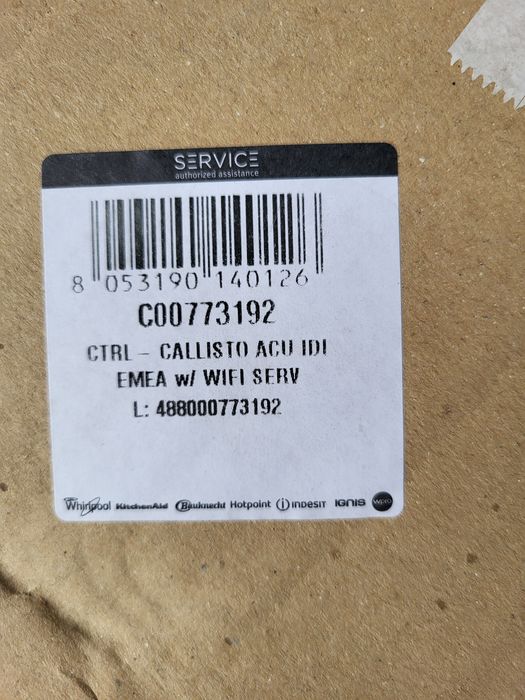 SERVICE
authorized assistance
8 053190 140126
C00773192
CTRL - CALLISTO ACU IDI
EMEA w/ WIFI SERV
L: 488000773192
Whirlpool KitchenAid Bauknecht Hotpoint indesit IGNIS wpro